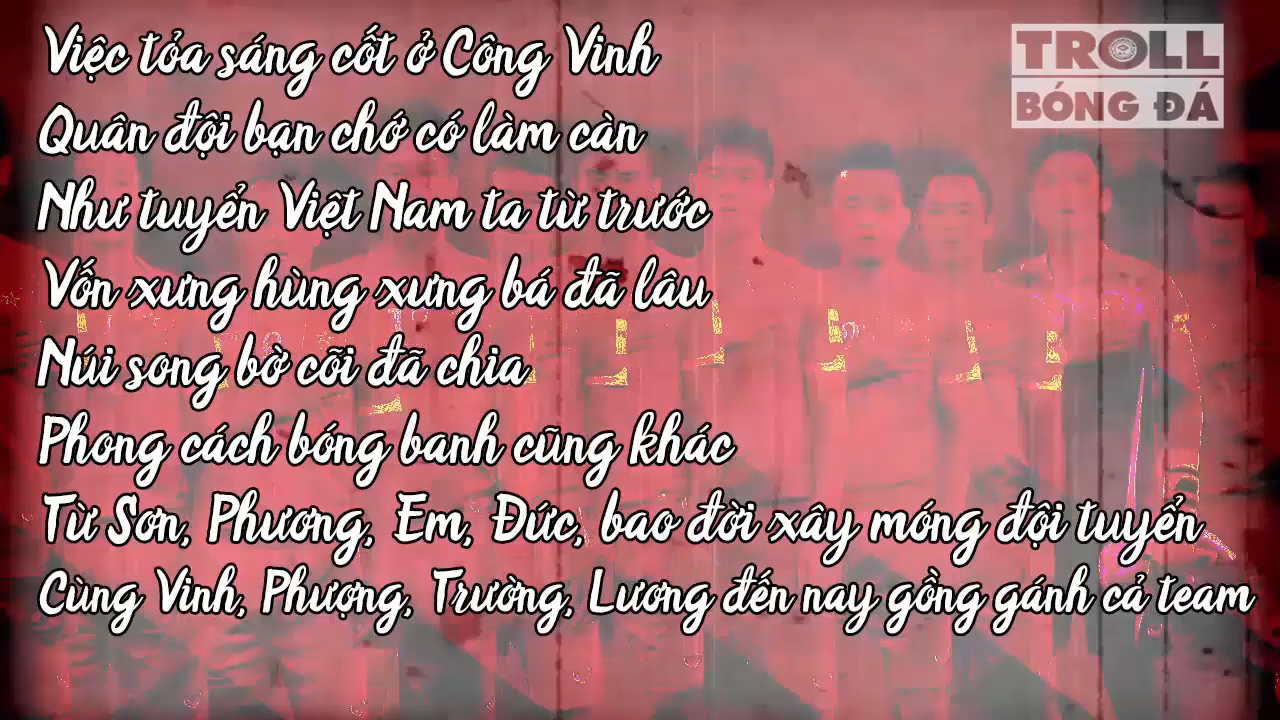 Việc tỏa sáng cốt ở Công Vinh
Quân đội bạn chớ có làm càn
Như tuyển Việt Nam ta từ trước
Vốn xưng hùng xưng bá đã lâu
Núi song bờ cõi đã chia
Phong cách bóng banh cũng khác
Từ Sơn, Phương, Em, Đức, bao đời xây móng đội tuyển
Cùng Vinh, Phượng, Trường, Lương đến nay gồng gánh cả team
TROLL
BÓNG ĐÁ